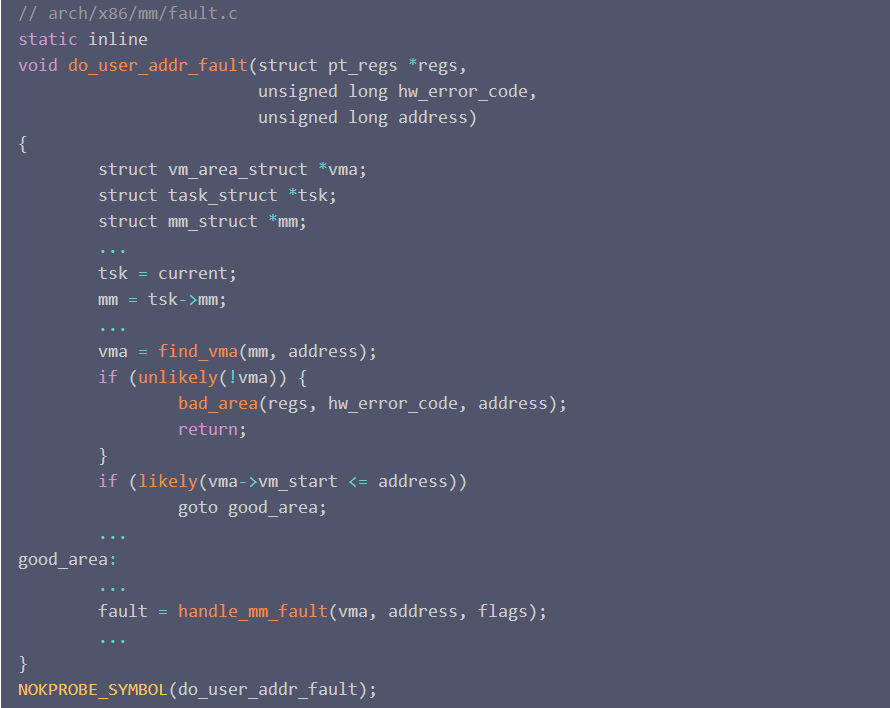 // arch/x86/mm/fault.c
static inline
void do_user_addr_fault(struct pt_regs *regs,
                        unsigned long hw_error_code,
                        unsigned long address)
{
        struct vm_area_struct *vma;
        struct task_struct *tsk;
        struct mm_struct *mm;
        ...
        tsk = current;
        mm = tsk->mm;
        ...
        vma = find_vma(mm, address);
        if (unlikely(!vma)) {
                bad_area(regs, hw_error_code, address);
                return;
        }
        if (likely(vma->vm_start <= address))
                goto good_area;
        ...
good_area:
        ...
        fault = handle_mm_fault(vma, address, flags);
        ...
}
NOKPROBE_SYMBOL(do_user_addr_fault);